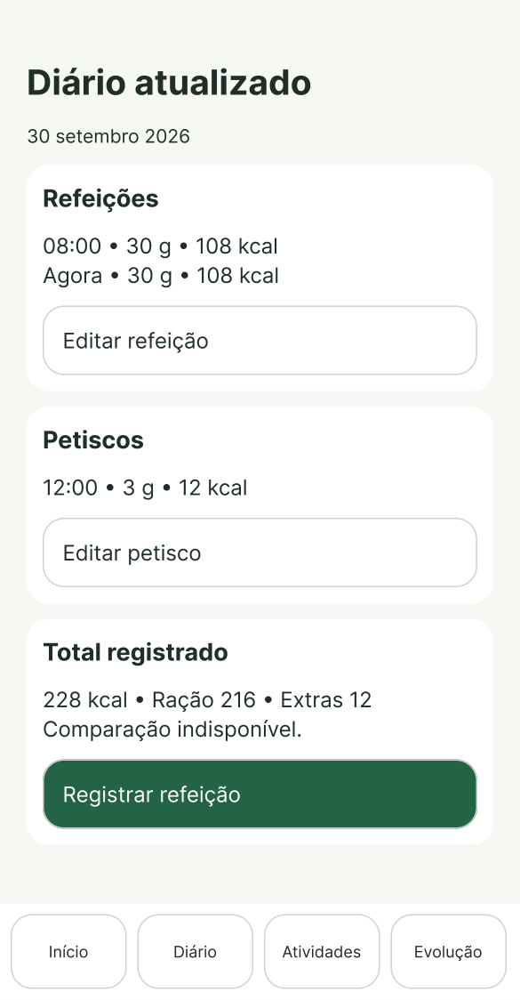 Diário atualizado
30 setembro 2026
Refeições
08:00 • 30 g • 108 kcal
Agora • 30 g • 108 kcal
Editar refeição
Petiscos
12:00 • 3 g • 12 kcal
Editar petisco
Total registrado
228 kcal • Ração 216 • Extras 12
Comparação indisponível.
Registrar refeição
Início
Diário
Atividades
Evolução